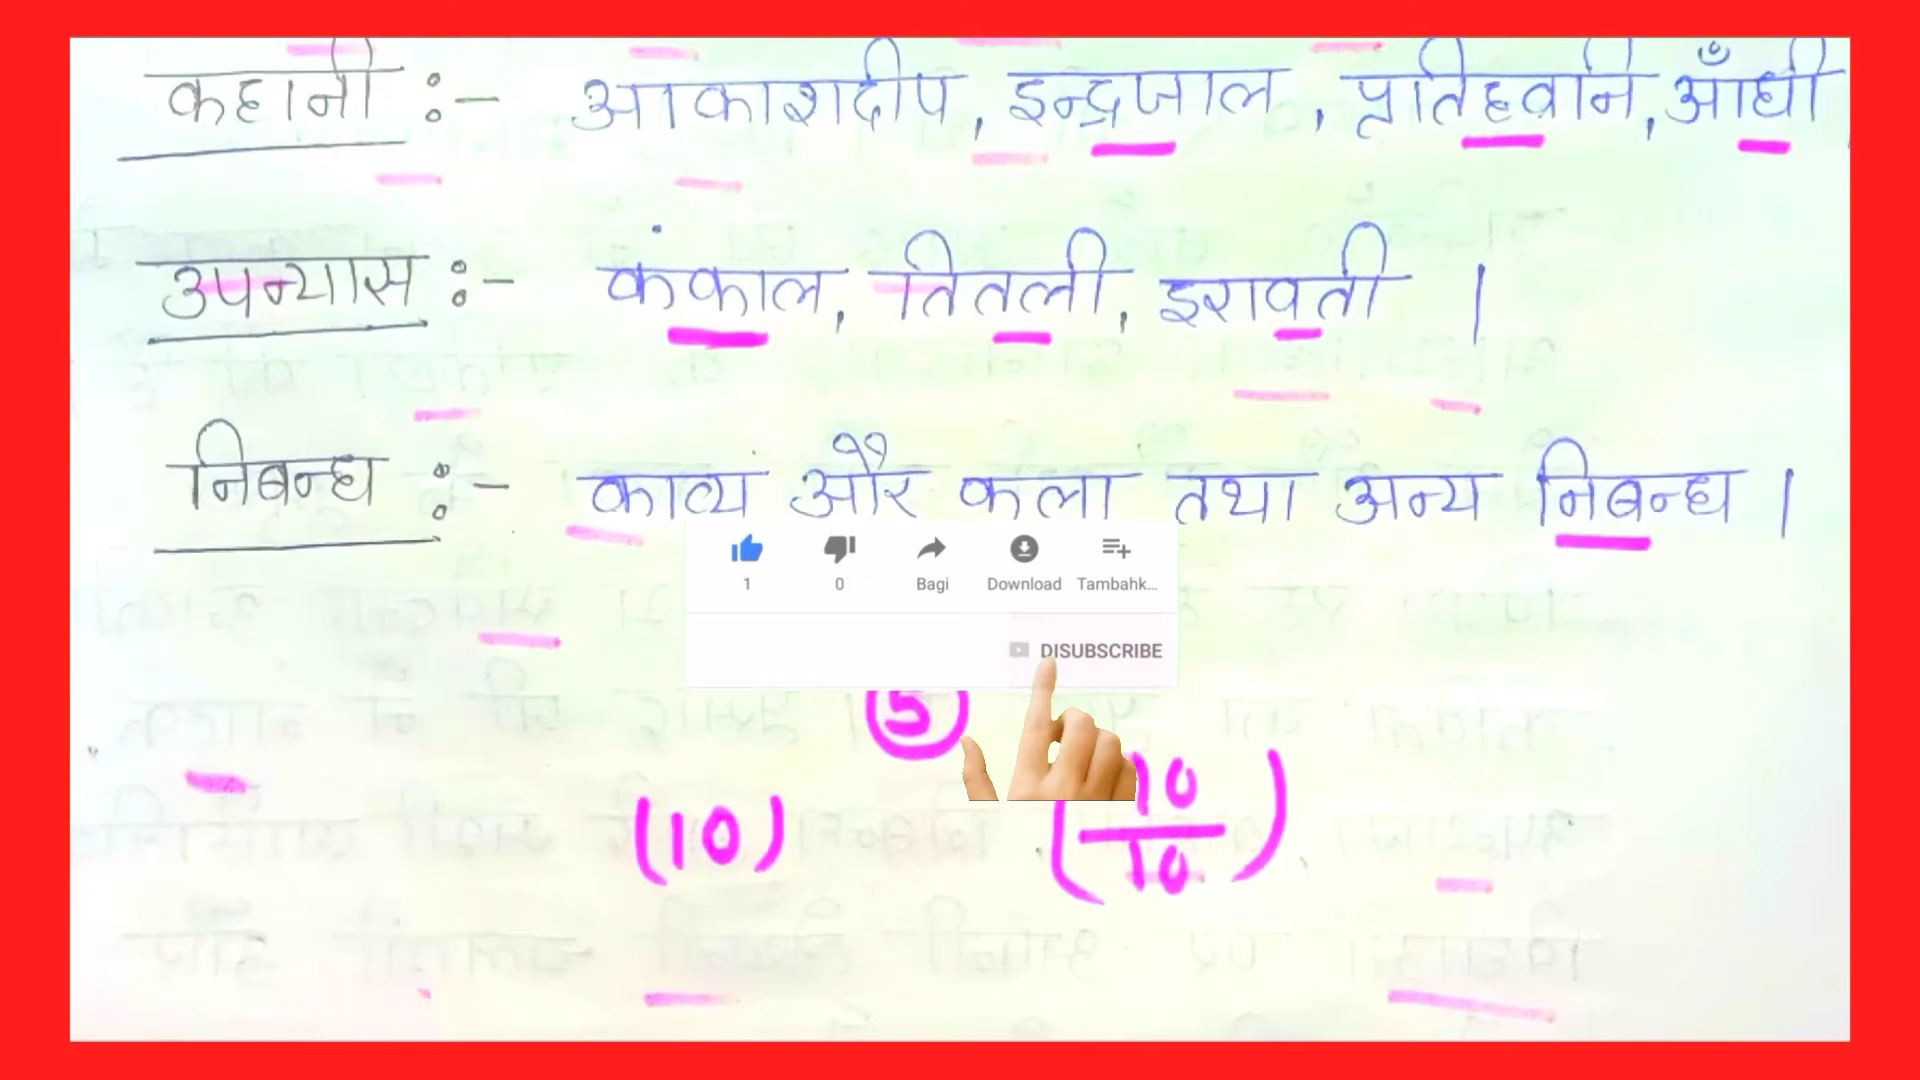 कहानी :- आकाशदीप, इन्द्रजाल, प्रतिध्वनि, आँधी
उपन्यास :- कंकाल, तितली, इरावती ।
निबन्ध :- काव्य और कला तथा अन्य निबन्ध ।
1 0 Bagi Download Tambahk...
DISUBSCRIBE
5
(10) (10/10)